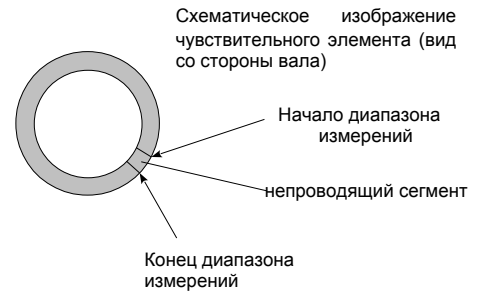 Схематическое изображение
чувствительного элемента (вид
со стороны вала)
Начало диапазона
измерений
непроводящий сегмент
Конец диапазона
измерений